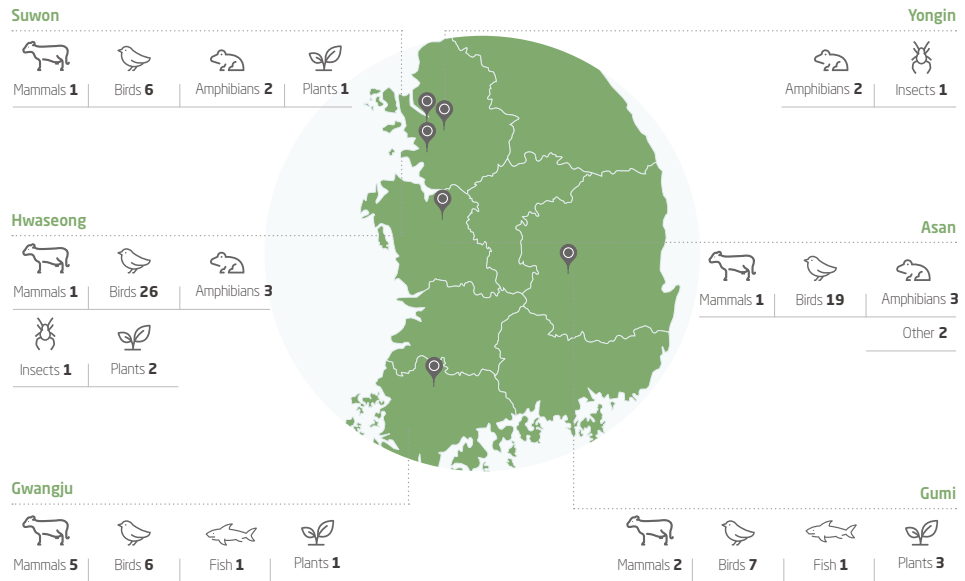 Suwon
Mammals 1
Birds 6
Amphibians 2
Plants 1
Yongin
Amphibians 2
Insects 1
Hwaseong
Mammals 1
Birds 26
Amphibians 3
Insects 1
Plants 2
Asan
Mammals 1
Birds 19
Amphibians 3
Other 2
Gwangju
Mammals 5
Birds 6
Fish 1
Plants 1
Gumi
Mammals 2
Birds 7
Fish 1
Plants 3